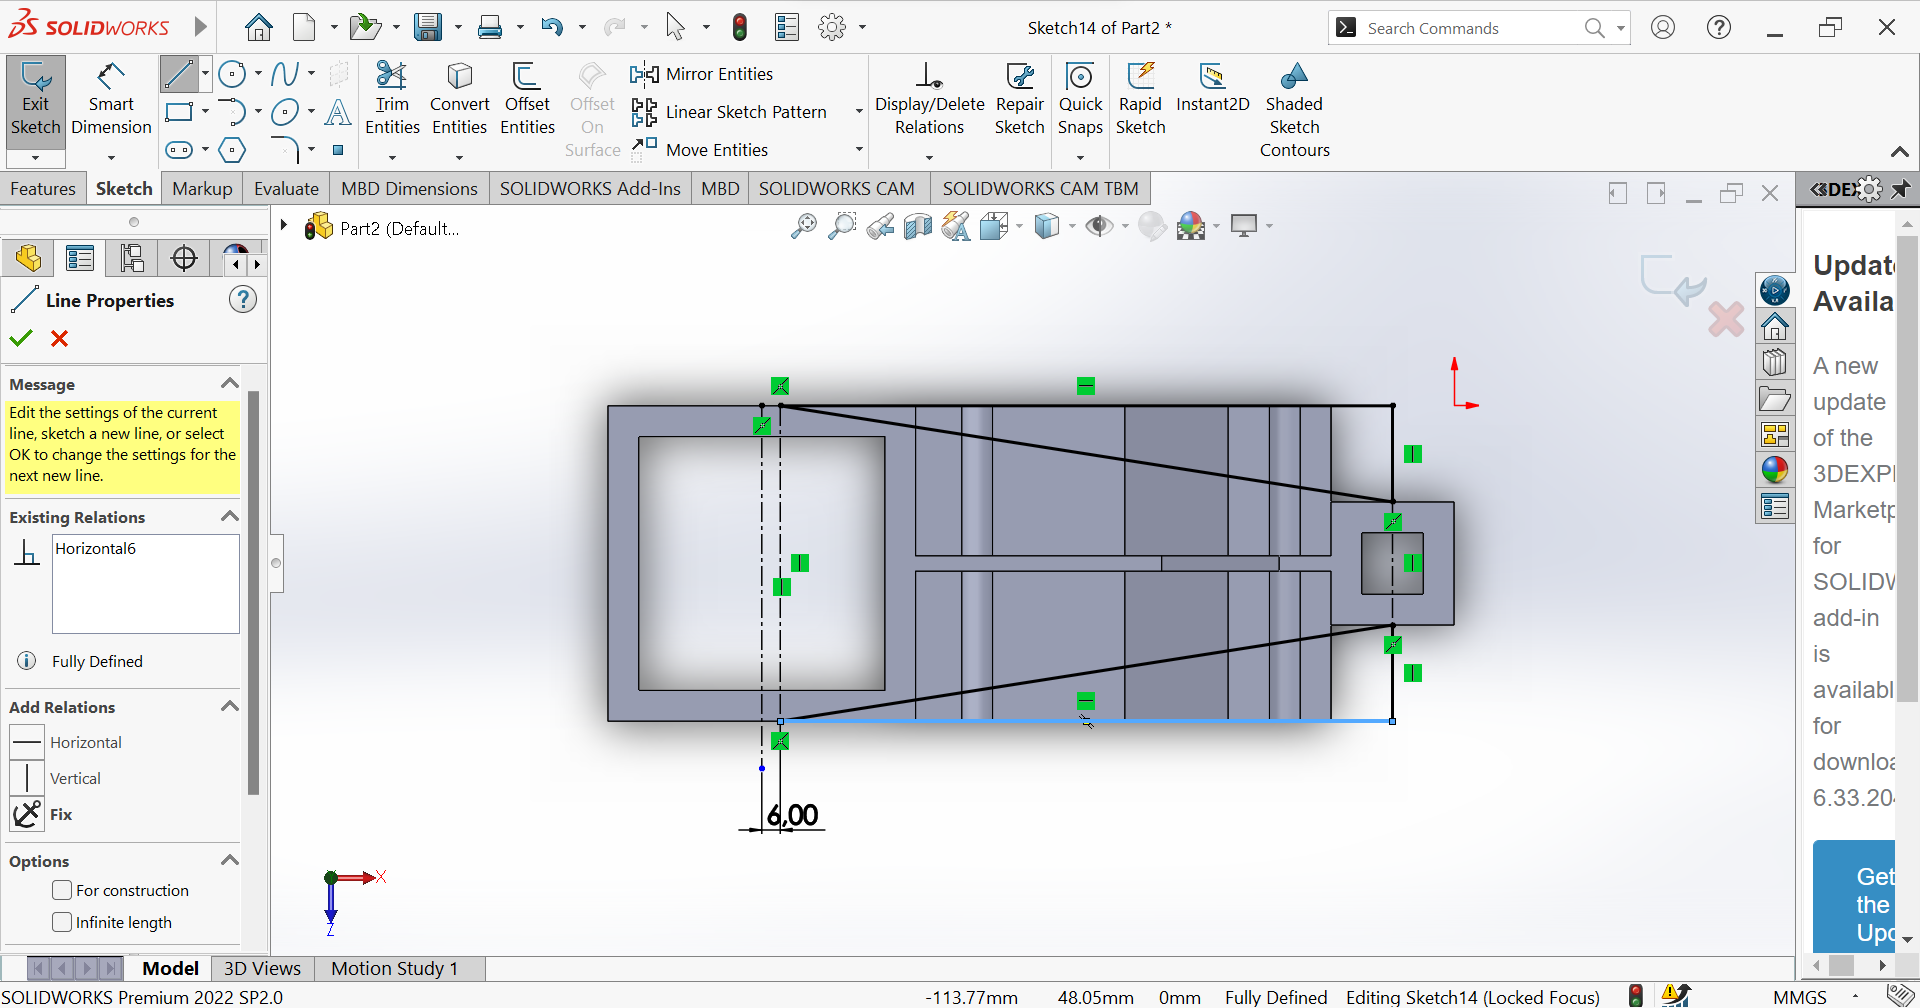 SOLIDWORKS
Sketch14 of Part2 *
Search Commands
Exit Sketch
Smart Dimension
Trim Entities
Convert Entities
Offset Entities
Offset On Surface
Mirror Entities
Linear Sketch Pattern
Move Entities
Display/Delete Relations
Repair Sketch
Quick Snaps
Rapid Sketch
Instant2D
Shaded Sketch Contours
Features
Sketch
Markup
Evaluate
MBD Dimensions
SOLIDWORKS Add-Ins
MBD
SOLIDWORKS CAM
SOLIDWORKS CAM TBM
Part2 (Default...
Line Properties
Message
Edit the settings of the current
line, sketch a new line, or select
OK to change the settings for the
next new line.
Existing Relations
Horizontal6
Fully Defined
Add Relations
Horizontal
Vertical
Fix
Options
For construction
Infinite length
6,00
X
Z
A new
update
of the
3DEXP
Market
for
SOLIDW
add-in
is
availabl
for
downloa
6.33.20
Get
the
Model
3D Views
Motion Study 1
SOLIDWORKS Premium 2022 SP2.0
-113.77mm
48.05mm
0mm
Fully Defined
Editing Sketch14 (Locked Focus)
MMGS